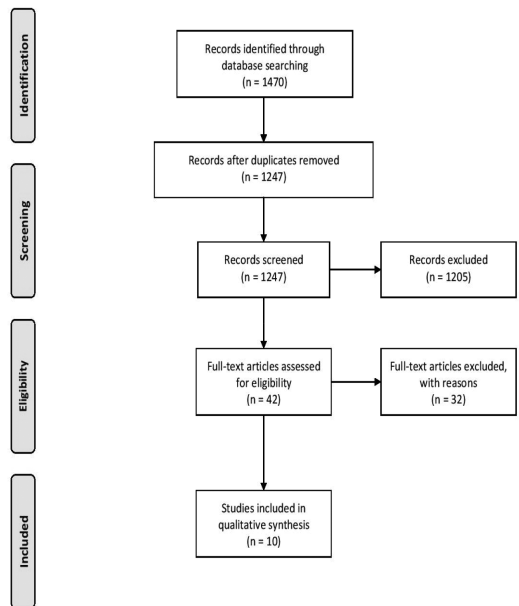 Identification
Records identified through
database searching
(n = 1470)
Records after duplicates removed
(n = 1247)
Screening
Records screened
(n = 1247)
Records excluded
(n = 1205)
Eligibility
Full-text articles assessed
for eligibility
(n = 42)
Full-text articles excluded,
with reasons
(n = 32)
Included
Studies included in
qualitative synthesis
(n = 10)